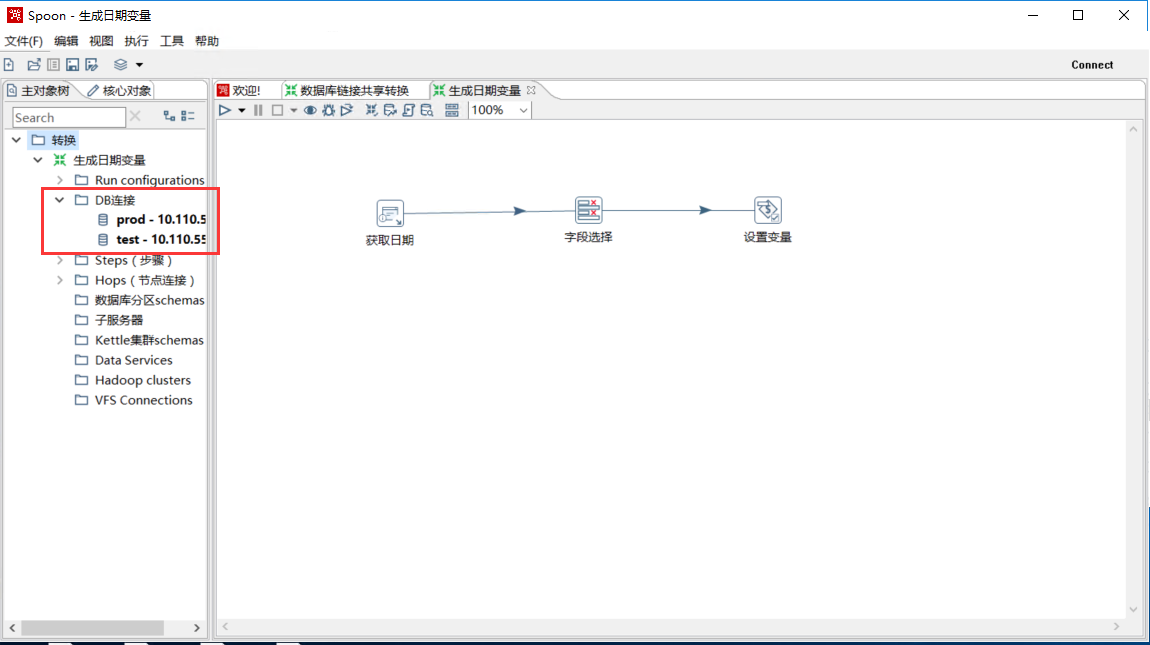 Spoon - 生成日期变量
文件(F) 编辑 视图 执行 工具 帮助
Connect
主对象树 核心对象
欢迎! 数据库链接共享转换 生成日期变量
Search
100%
转换
生成日期变量
Run configurations
DB连接
prod - 10.110.5
test - 10.110.55
Steps ( 步骤 )
Hops ( 节点连接 )
数据库分区schemas
子服务器
Kettle集群schemas
Data Services
Hadoop clusters
VFS Connections
获取日期
字段选择
设置变量